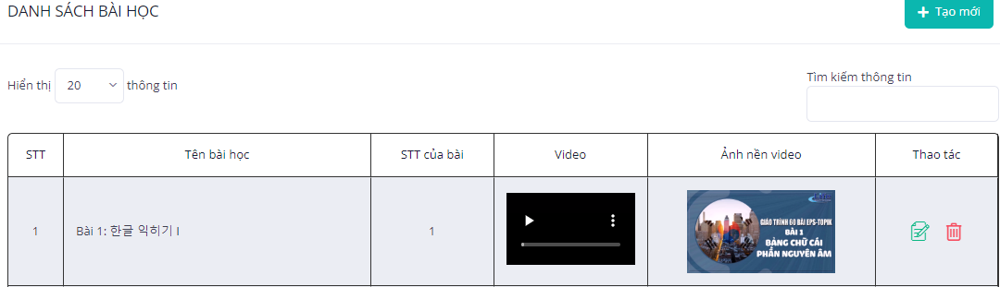 DANH SÁCH BÀI HỌC
Tạo mới
Hiển thị 20 thông tin
Tìm kiếm thông tin
STT Tên bài học STT của bài Video Ảnh nền video Thao tác
1 Bài 1: 한글 익히기 I 1
GIÁO TRÌNH 60 BÀI EPS-TOPIK
BÀI 1
BẢNG CHỮ CÁI
PHẦN NGUYÊN ÂM